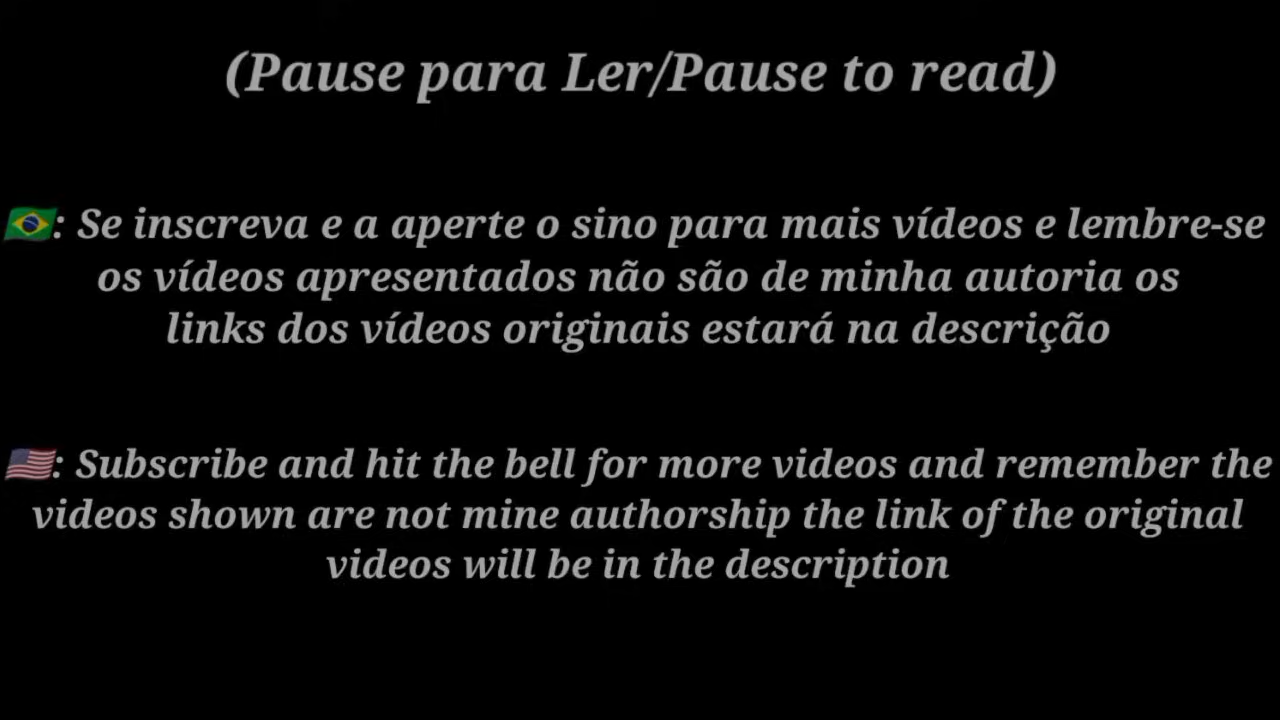 (Pause para Ler/Pause to read)
🇧🇷: Se inscreva e a aperte o sino para mais vídeos e lembre-se
os vídeos apresentados não são de minha autoria os
links dos vídeos originais estará na descrição
🇺🇸: Subscribe and hit the bell for more videos and remember the
videos shown are not mine authorship the link of the original
videos will be in the description